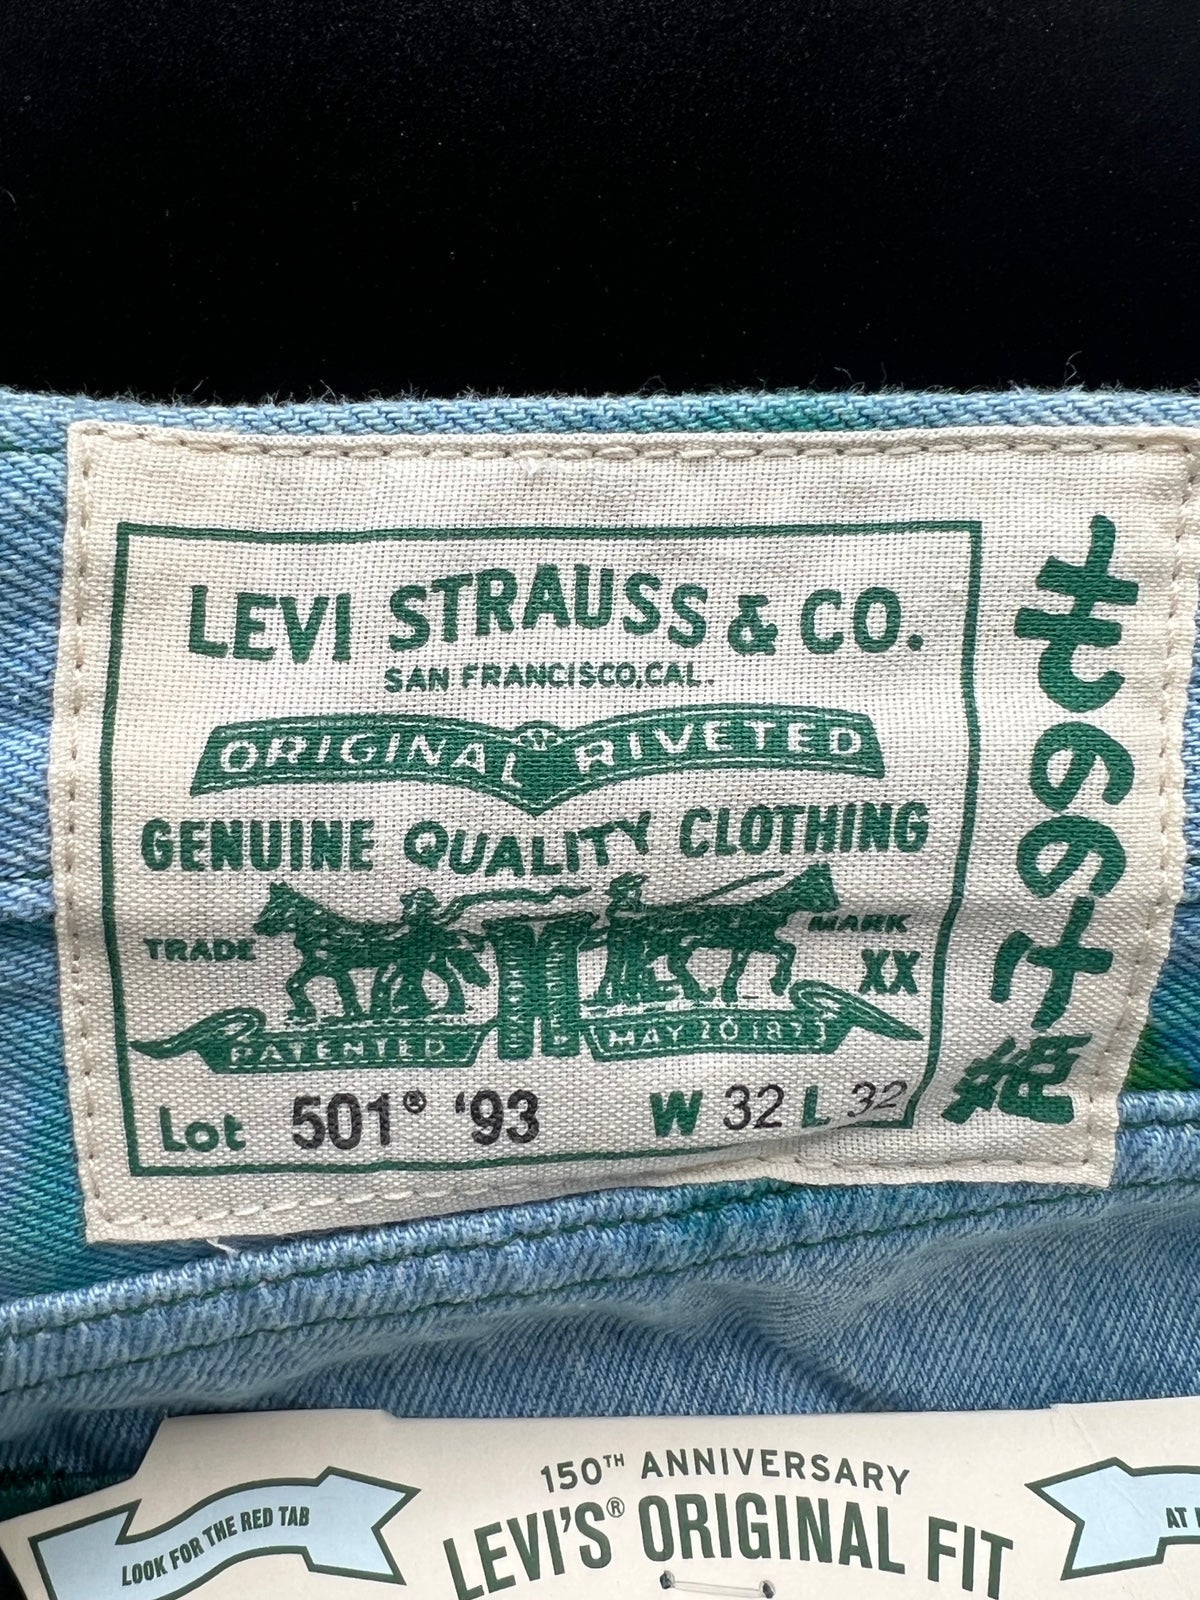 LEVI STRAUSS & CO.
SAN FRANCISCO, CAL.
ORIGINAL RIVETED
GENUINE QUALITY CLOTHING
TRADE MARK
XX
PATENTED MAY 20 1873
Lot 501® '93 W 32 L 32
もののけ姫
150TH ANNIVERSARY
LEVI'S® ORIGINAL FIT
LOOK FOR THE RED TAB
AT